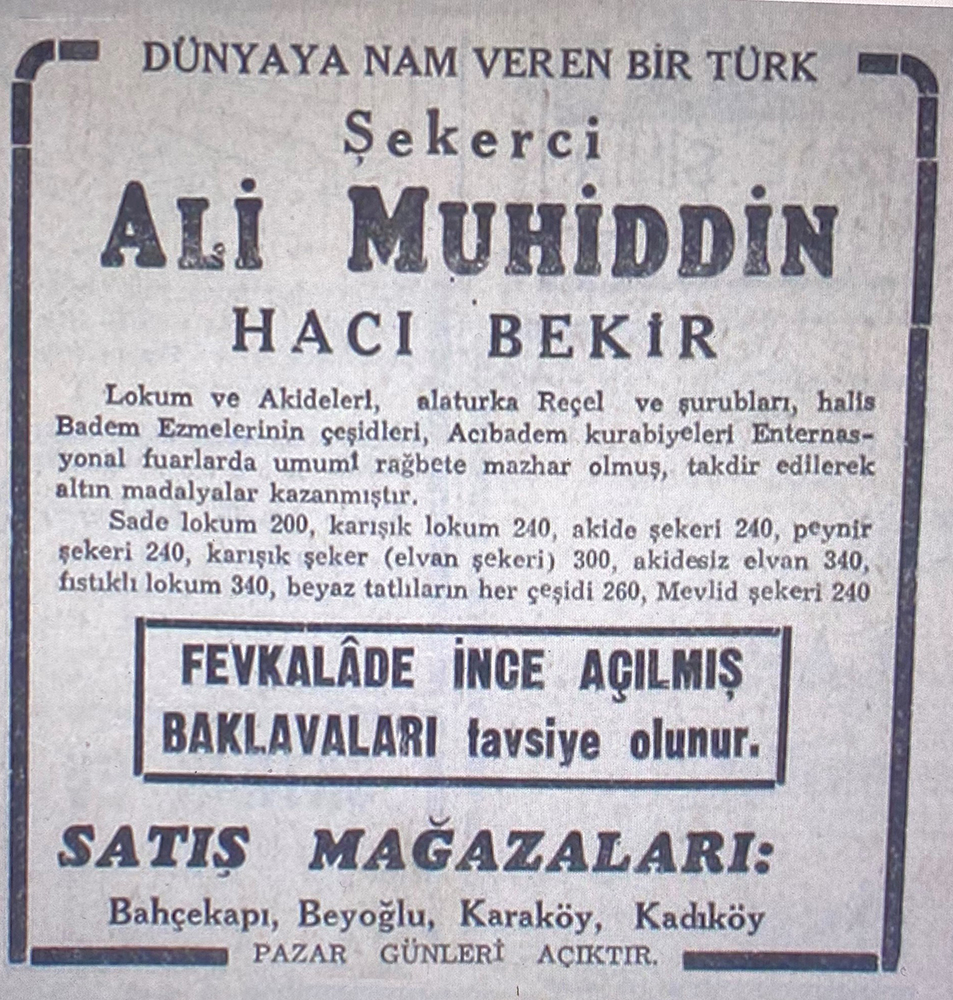 DÜNYAYA NAM VEREN BİR TÜRK
Şekerci
ALİ MUHİDDİN
HACI BEKİR
Lokum ve Akideleri, alaturka Reçel ve şurubları, halis
Badem Ezmelerinin çeşidleri, Acıbadem kurabiyeleri Enternas-
yonal fuarlarda umumî rağbete mazhar olmuş, takdir edilerek
altın madalyalar kazanmıştır.
Sade lokum 200, karışık lokum 240, akide şekeri 240, peynir
şekeri 240, karışık şeker (elvan şekeri) 300, akidesiz elvan 340,
fıstıklı lokum 340, beyaz tatlıların her çeşidi 260, Mevlid şekeri 240
FEVKALÂDE İNCE AÇILMIŞ
BAKLAVALARI tavsiye olunur.
SATIŞ MAĞAZALARI:
Bahçekapı, Beyoğlu, Karaköy, Kadıköy
PAZAR GÜNLERİ AÇIKTIR.